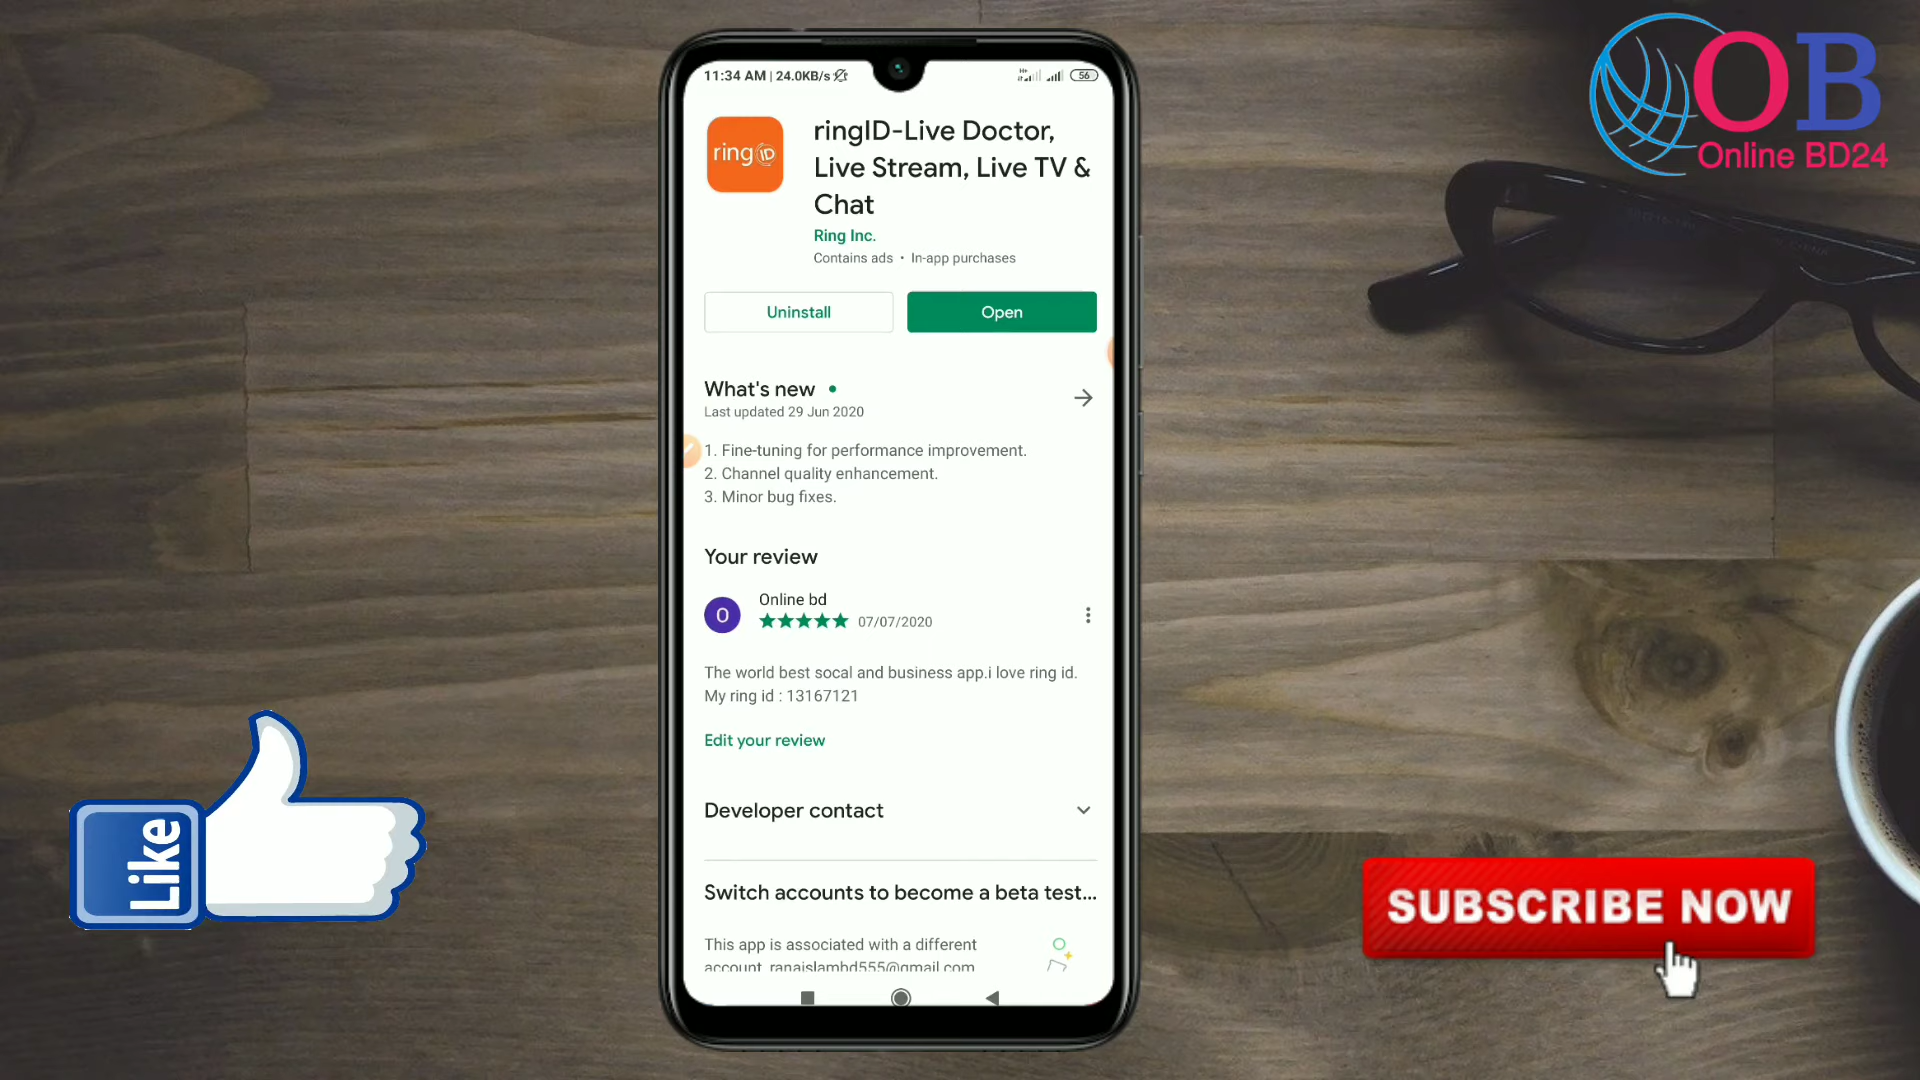 11:34 AM | 24.0KB/s
56
OB
Online BD24
ring ID
ringID-Live Doctor,
Live Stream, Live TV &
Chat
Ring Inc.
Contains ads • In-app purchases
Uninstall
Open
What's new
Last updated 29 Jun 2020
1. Fine-tuning for performance improvement.
2. Channel quality enhancement.
3. Minor bug fixes.
Your review
O
Online bd
07/07/2020
The world best socal and business app.i love ring id.
My ring id : 13167121
Edit your review
Developer contact
Switch accounts to become a beta test...
This app is associated with a different
account, ranaislambd555@gmail.com
Like
SUBSCRIBE NOW